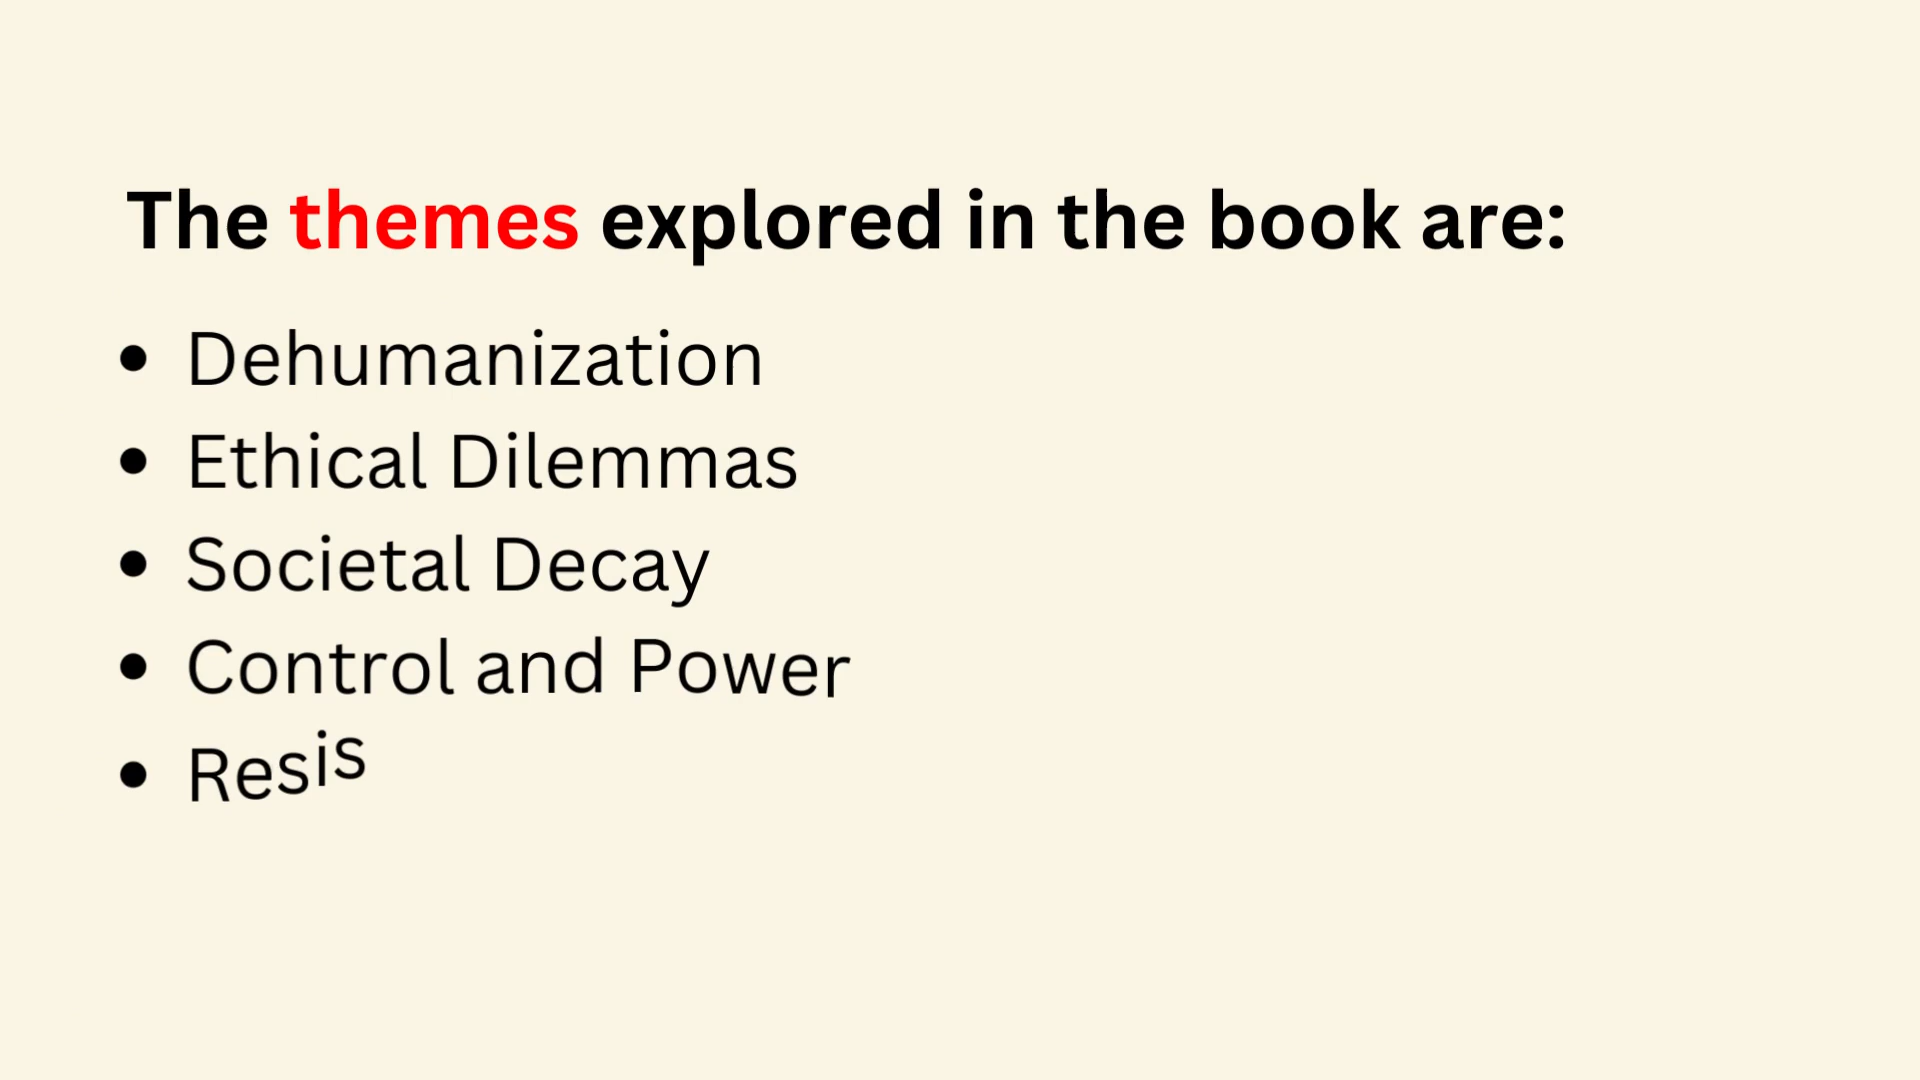 The themes explored in the book are:
• Dehumanization
• Ethical Dilemmas
• Societal Decay
• Control and Power
• Resis